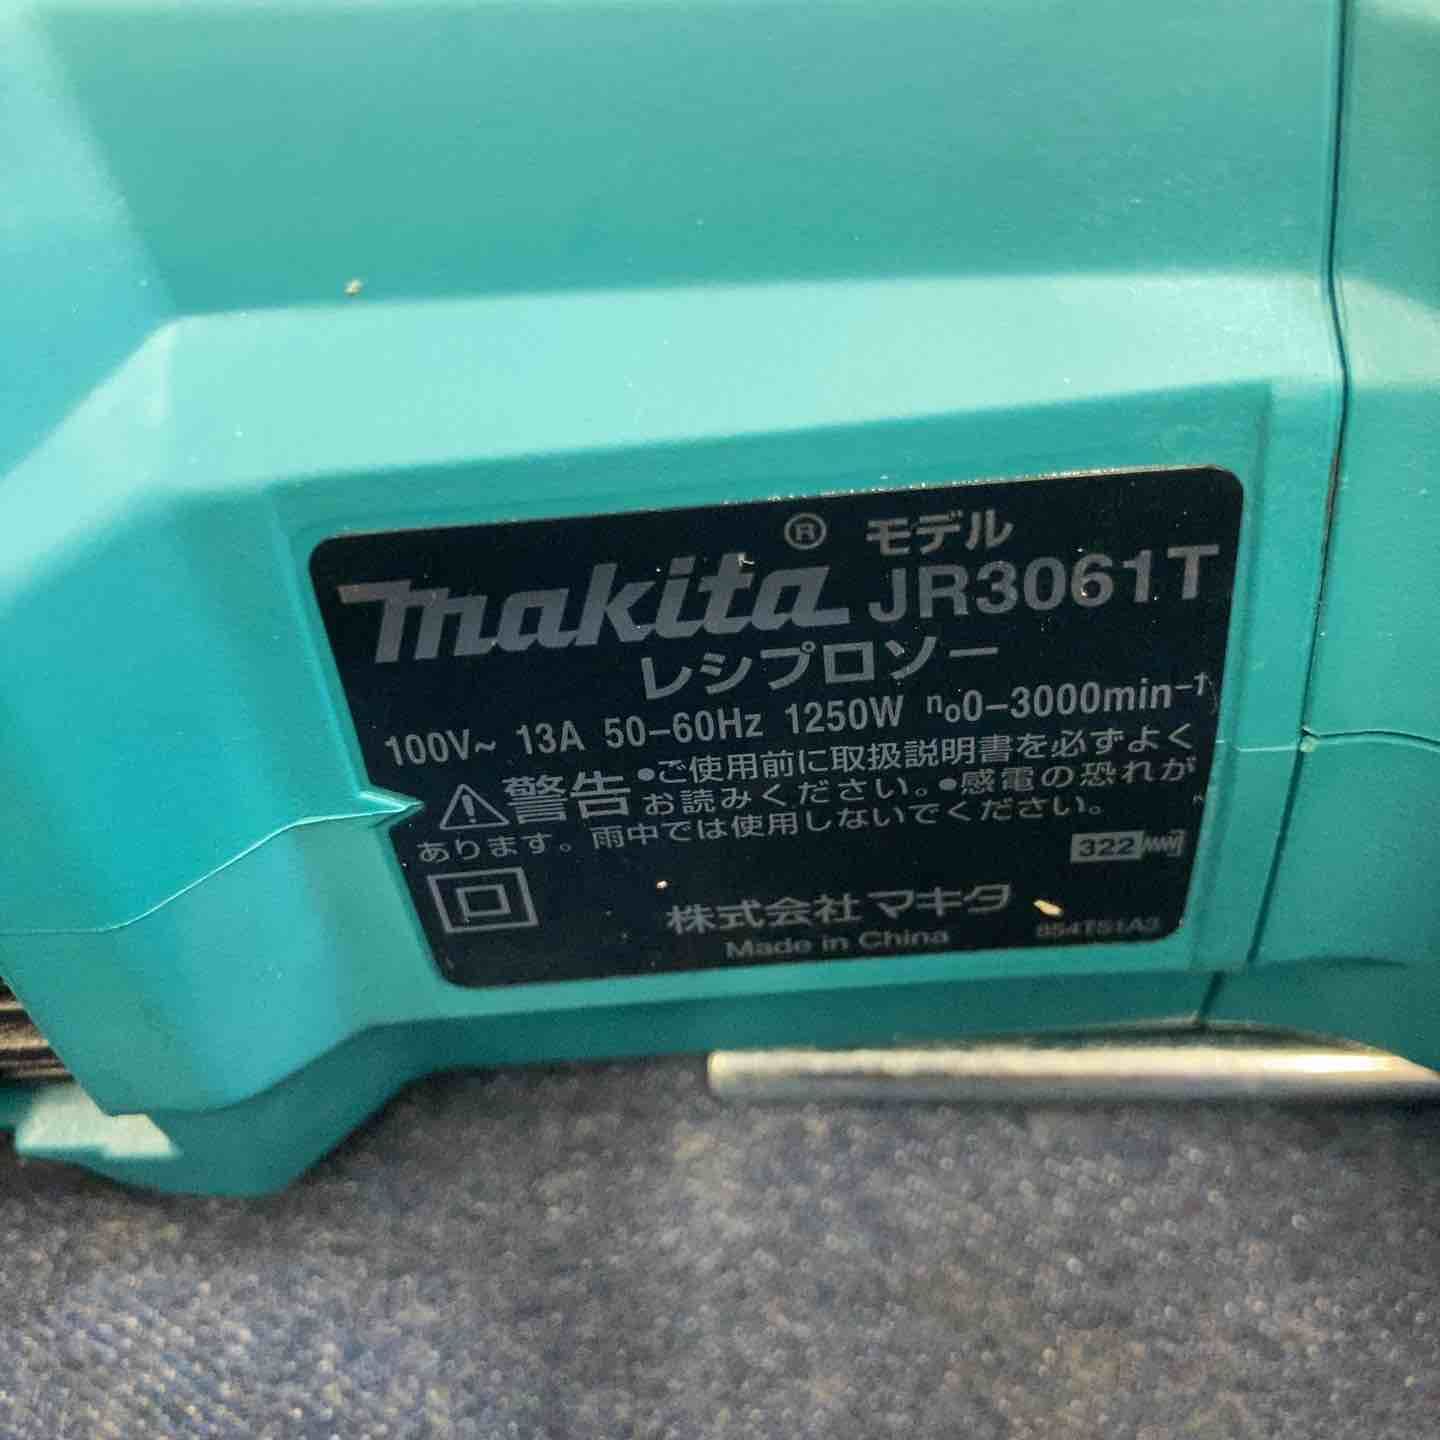 makita® モデル JR3061T
レシプロソー
100V~ 13A 50-60Hz 1250W n₀0-3000min⁻¹
⚠警告 •ご使用前に取扱説明書を必ずよく
お読みください。•感電の恐れが
あります。雨中では使用しないでください。
322
株式会社マキタ
Made in China
854T51A3